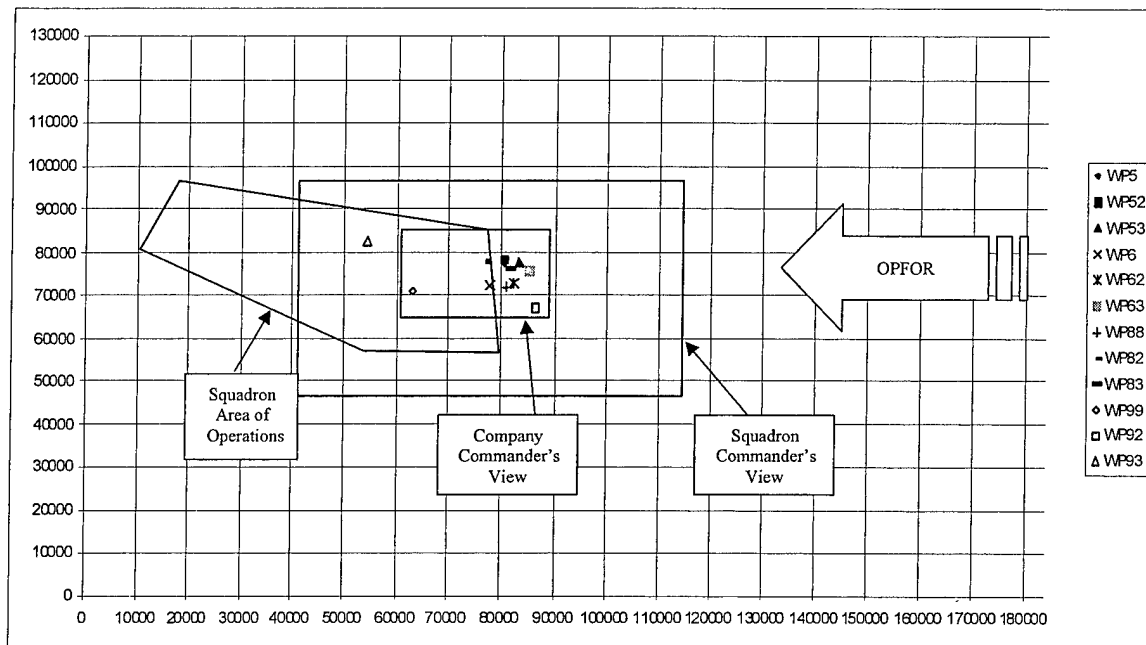 130000
120000
110000
100000
90000
80000
70000
60000
50000
40000
30000
20000
10000
0
0 10000 20000 30000 40000 50000 60000 70000 80000 90000 100000 110000 120000 130000 140000 150000 160000 170000 180000
OPFOR
Squadron
Area of
Operations
Company
Commander's
View
Squadron
Commander's
View
WP5
WP52
WP53
WP6
WP62
WP63
WP88
WP82
WP83
WP99
WP92
WP93